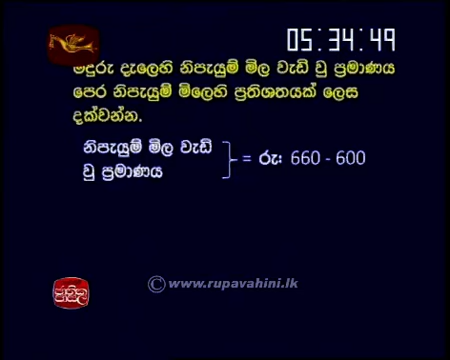 05:34:49
මදුරු දැලෙහි නිපැයුම් මිල වැඩි වු ප්‍රමාණය
පෙර නිපැයුම් මිලෙහි ප්‍රතිශතයක් ලෙස
දක්වන්න.
නිපැයුම් මිල වැඩි
වු ප්‍රමාණය
= රු: 660 - 600
© www.rupavahini.lk